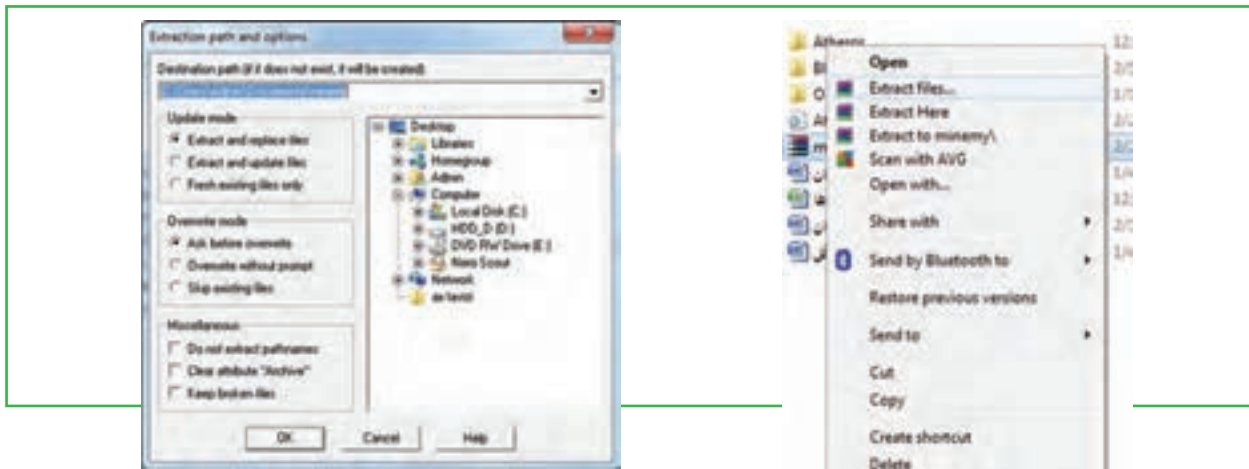 Extraction path and options
Destination path (if it does not exist, it will be created)
Update mode
Extract and replace files
Extract and update files
Fresh existing files only
Overwrite mode
Ask before overwrite
Overwrite without prompt
Skip existing files
Miscellaneous
Do not extract pathnames
Clear attribute "Archive"
Keep broken files
Desktop
Libraries
Homegroup
Admin
Computer
Local Disk (C:)
HDD_D (D:)
DVD RW Drive (E:)
Nero Scout
Network
OK
Cancel
Help
Open
Extract files...
Extract Here
Extract to minemy\
Scan with AVG
Open with...
Share with
Send by Bluetooth to
Restore previous versions
Send to
Cut
Copy
Create shortcut
Delete